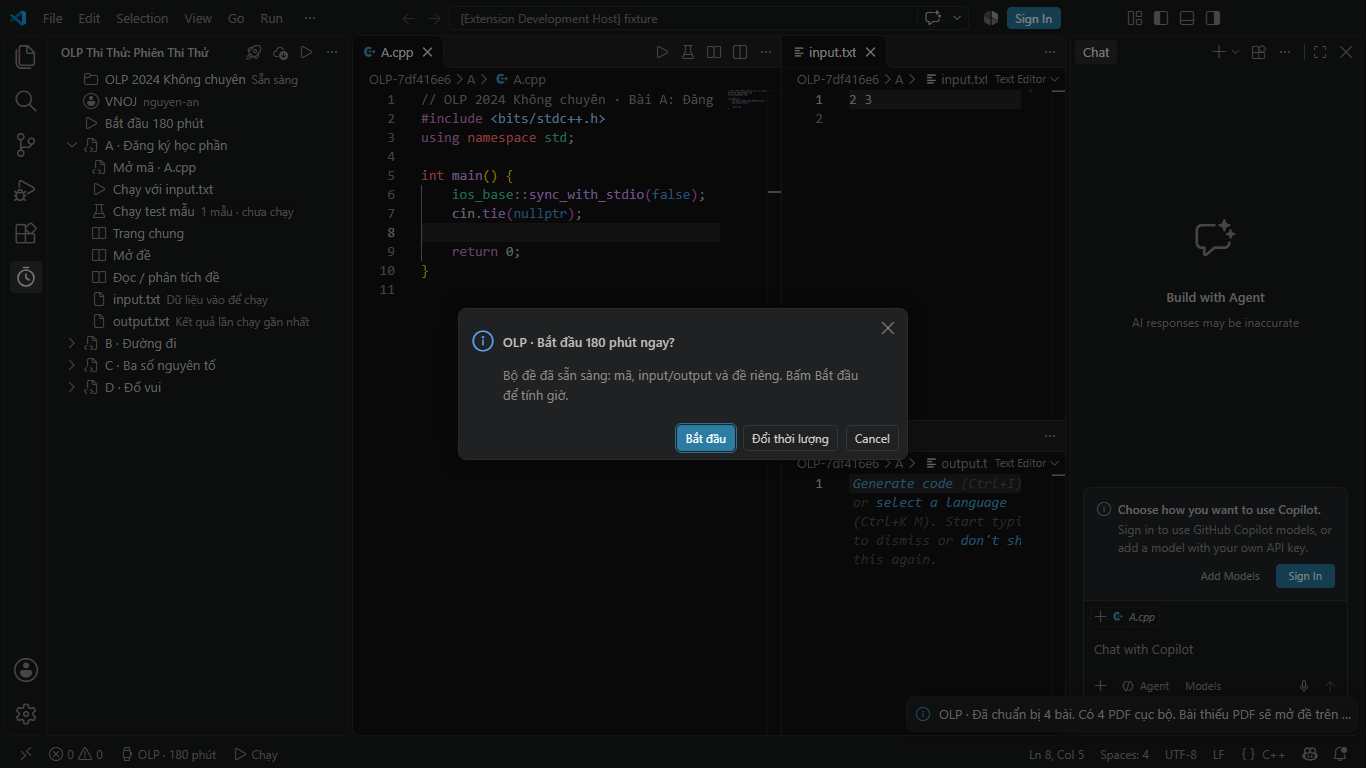 File Edit Selection View Go Run ···
[Extension Development Host] fixture
Sign In
OLP Thi Thử: Phiên Thi Thử
OLP 2024 Không chuyên Sẵn sàng
VNOJ nguyen-an
Bắt đầu 180 phút
A · Đăng ký học phần
Mở mã · A.cpp
Chạy với input.txt
Chạy test mẫu 1 mẫu · chưa chạy
Trang chung
Mở đề
Đọc / phân tích đề
input.txt Dữ liệu vào để chạy
output.txt Kết quả lần chạy gần nhất
B · Đường đi
C · Ba số nguyên tố
D · Đố vui
A.cpp
OLP-7df416e6 > A > A.cpp
1 // OLP 2024 Không chuyên · Bài A: Đăng
2 #include <bits/stdc++.h>
3 using namespace std;
4
5 int main() {
6 ios_base::sync_with_stdio(false);
7 cin.tie(nullptr);
8
9 return 0;
10 }
11
input.txt
OLP-7df416e6 > A > input.txt Text Editor
1 2 3
2
OLP · Bắt đầu 180 phút ngay?
Bộ đề đã sẵn sàng: mã, input/output và đề riêng. Bấm Bắt đầu
để tính giờ.
Bắt đầu
Đổi thời lượng
Cancel
OLP-7df416e6 > A > output.t Text Editor
1 Generate code (Ctrl+I)
or select a language
(Ctrl+K M). Start typi
to dismiss or don't sh
this again.
Chat
Build with Agent
AI responses may be inaccurate
Choose how you want to use Copilot.
Sign in to use GitHub Copilot models, or
add a model with your own API key.
Add Models
Sign In
A.cpp
Chat with Copilot
Agent Models
OLP · Đã chuẩn bị 4 bài. Có 4 PDF cục bộ. Bài thiếu PDF sẽ mở đề trên ...
0 0 OLP · 180 phút Chạy
Ln 8, Col 5 Spaces: 4 UTF-8 LF { } C++